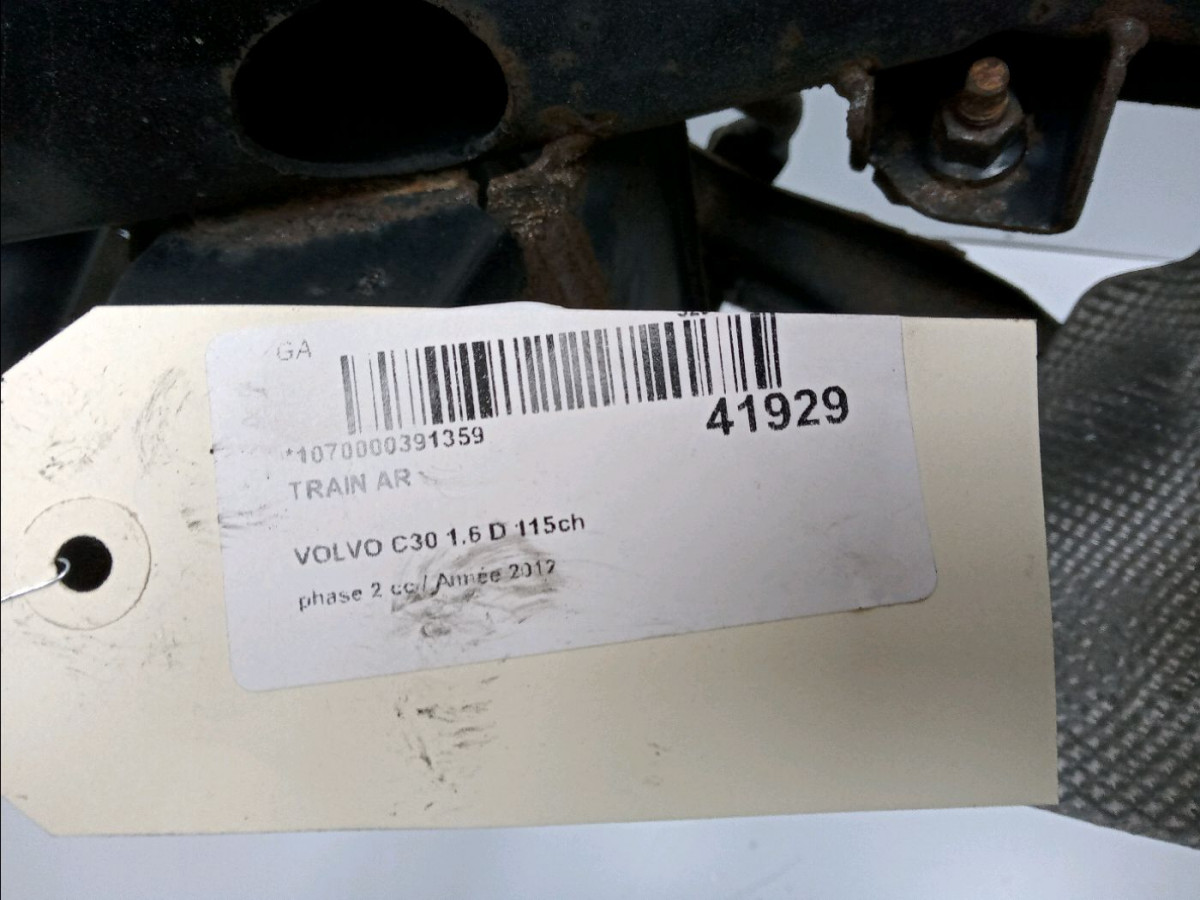 GA
41929
*1070000391359
TRAIN AR
VOLVO C30 1.6 D 115ch
phase 2 cc / Année 2012